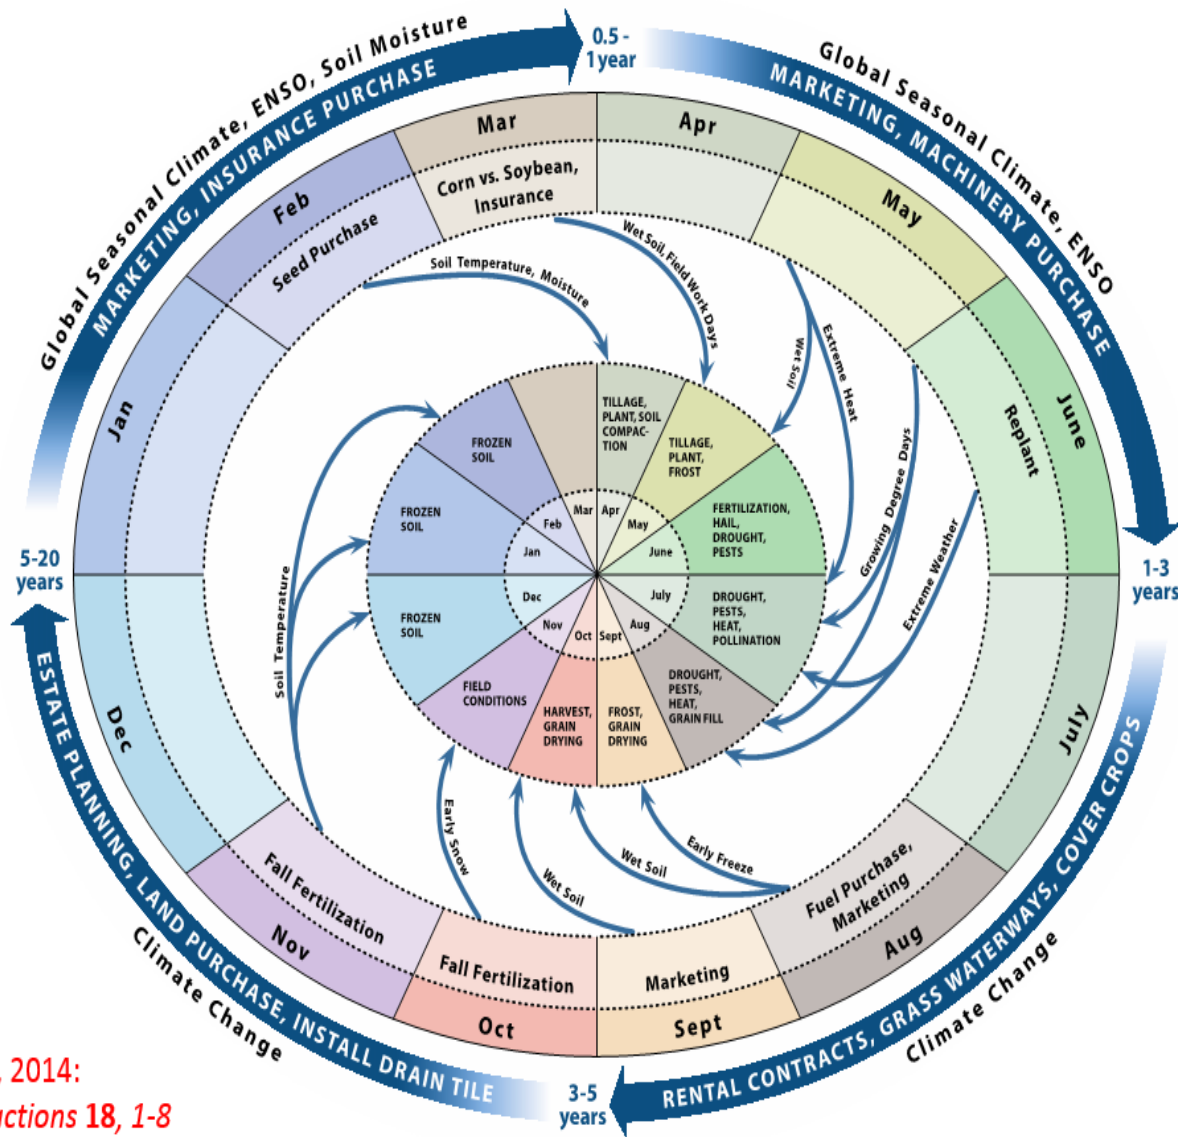 Global Seasonal Climate, ENSO, Soil Moisture
MARKETING, INSURANCE PURCHASE
0.5 -
1 year
Global Seasonal Climate, ENSO
MARKETING, MACHINERY PURCHASE
1-3
years
RENTAL CONTRACTS, GRASS WATERWAYS, COVER CROPS
Climate Change
3-5
years
ESTATE PLANNING, LAND PURCHASE, INSTALL DRAIN TILE
Climate Change
5-20
years
Jan
Feb
Mar
Apr
May
June
July
Aug
Sept
Oct
Nov
Dec
Seed Purchase
Corn vs. Soybean,
Insurance
Replant
Fuel Purchase,
Marketing
Marketing
Fall Fertilization
Fall Fertilization
Soil Temperature, Moisture
Wet Soil, Field Work Days
Wet Soil
Extreme Heat
Growing Degree Days
Extreme Weather
Early Freeze
Wet Soil
Wet Soil
Early Snow
Soil Temperature
FROZEN
SOIL
FROZEN
SOIL
TILLAGE,
PLANT, SOIL
COMPAC-
TION
TILLAGE,
PLANT,
FROST
FERTILIZATION,
HAIL,
DROUGHT,
PESTS
DROUGHT,
PESTS,
HEAT,
POLLINATION
DROUGHT,
PESTS,
HEAT,
GRAIN FILL
FROST,
GRAIN
DRYING
HARVEST,
GRAIN
DRYING
FIELD
CONDITIONS
FROZEN
SOIL
Jan
Feb
Mar
Apr
May
June
July
Aug
Sept
Oct
Nov
Dec
, 2014:
uctions 18, 1-8